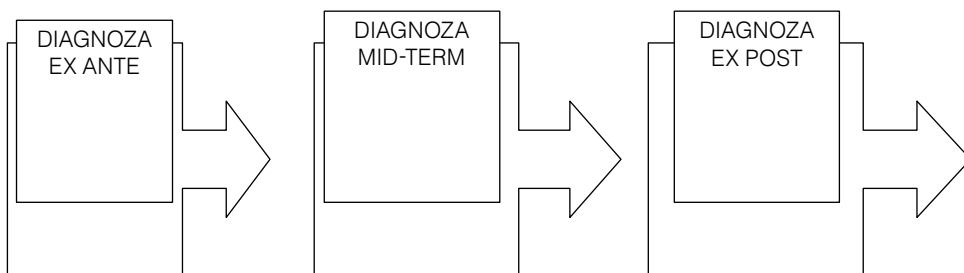 DIAGNOZA
EX ANTE
DIAGNOZA
MID-TERM
DIAGNOZA
EX POST